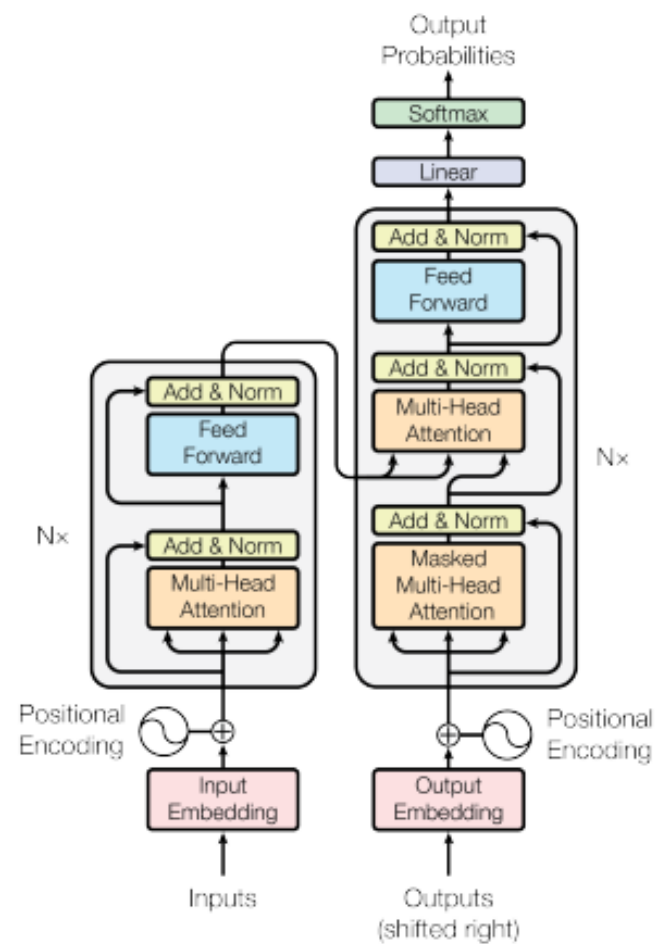 Output
Probabilities
Softmax
Linear
Add & Norm
Feed
Forward
Add & Norm
Multi-Head
Attention
Add & Norm
Masked
Multi-Head
Attention
N×
Add & Norm
Feed
Forward
Add & Norm
Multi-Head
Attention
N×
Positional
Encoding
Positional
Encoding
Input
Embedding
Output
Embedding
Inputs
Outputs
(shifted right)